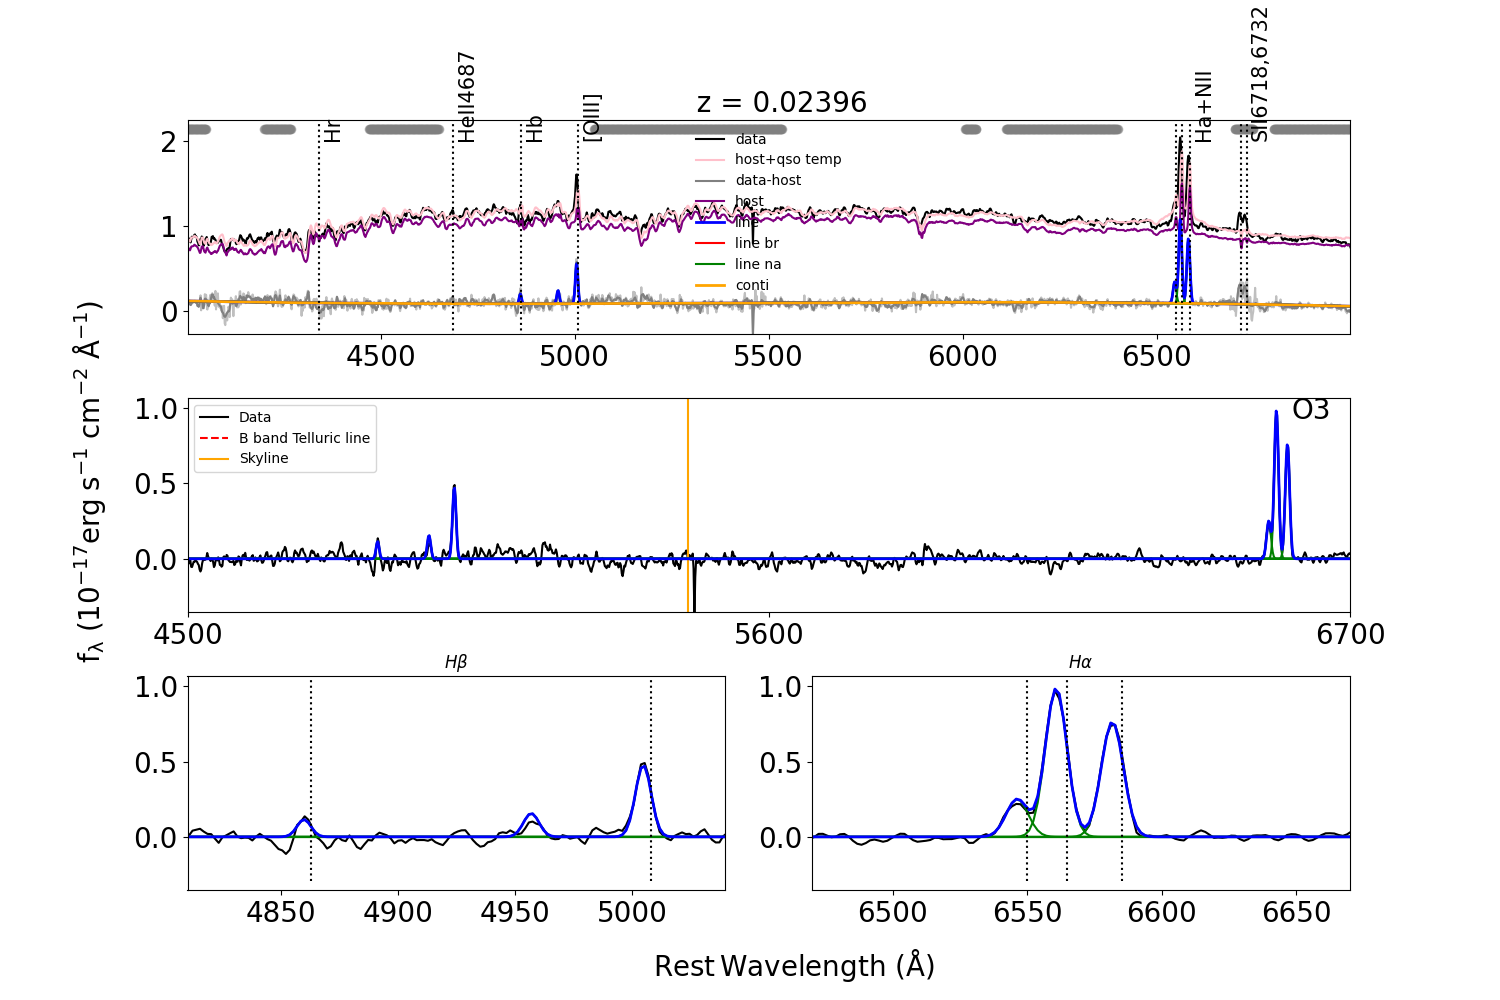 Hr
HeII4687
Hb
[OIII]
Ha+NII
SII6718,6732
z = 0.02396
2
1
0
data
host+qso temp
data-host
host
line
line br
line na
conti
4500
5000
5500
6000
6500
f_λ (10^{−17}erg s^{−1} cm^{−2} Å^{−1})
1.0
0.5
0.0
Data
B band Telluric line
Skyline
O3
4500
5600
6700
Hβ
1.0
0.5
0.0
4850
4900
4950
5000
Hα
1.0
0.5
0.0
6500
6550
6600
6650
Rest Wavelength (Å)